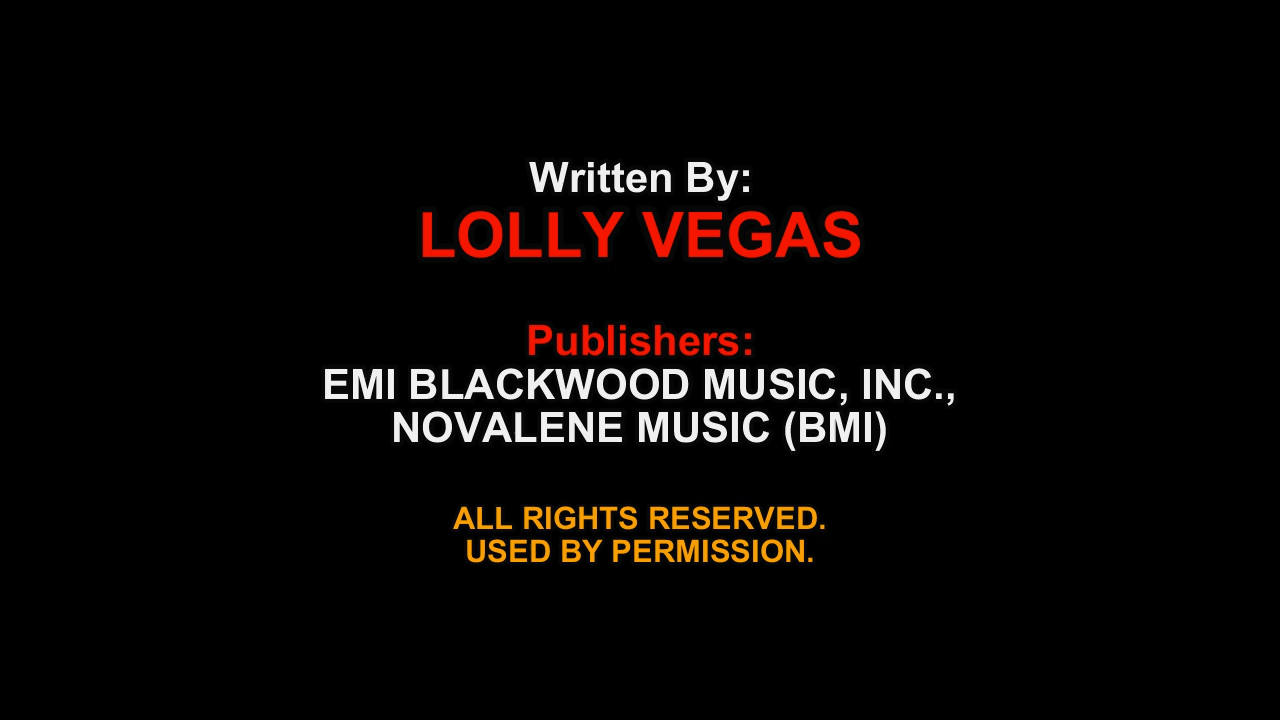 Written By:
LOLLY VEGAS
Publishers:
EMI BLACKWOOD MUSIC, INC.,
NOVALENE MUSIC (BMI)
ALL RIGHTS RESERVED.
USED BY PERMISSION.